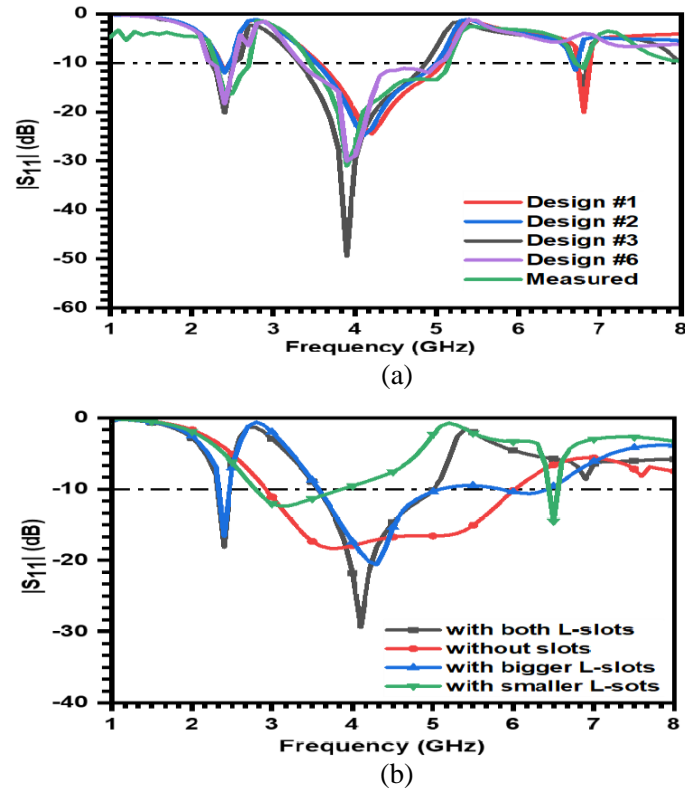 0
-10
-20
-30
-40
-50
-60
|S11| (dB)
Design #1
Design #2
Design #3
Design #6
Measured
1 2 3 4 5 6 7 8
Frequency (GHz)
(a)
0
-10
-20
-30
-40
|S11| (dB)
with both L-slots
without slots
with bigger L-slots
with smaller L-sots
1 2 3 4 5 6 7 8
Frequency (GHz)
(b)